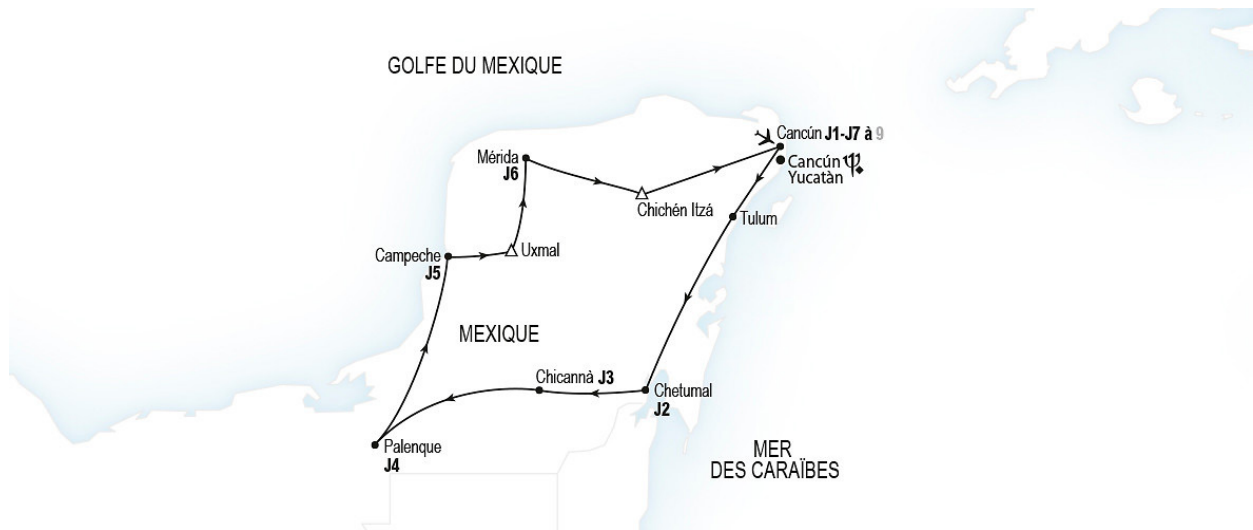 GOLFE DU MEXIQUE
Cancún J1-J7 à 9
Cancún
Yucatàn
Mérida
J6
Chichén Itzá
Tulum
Campeche
J5
Uxmal
MEXIQUE
Chicannà J3
Chetumal
J2
Palenque
J4
MER
DES CARAÏBES